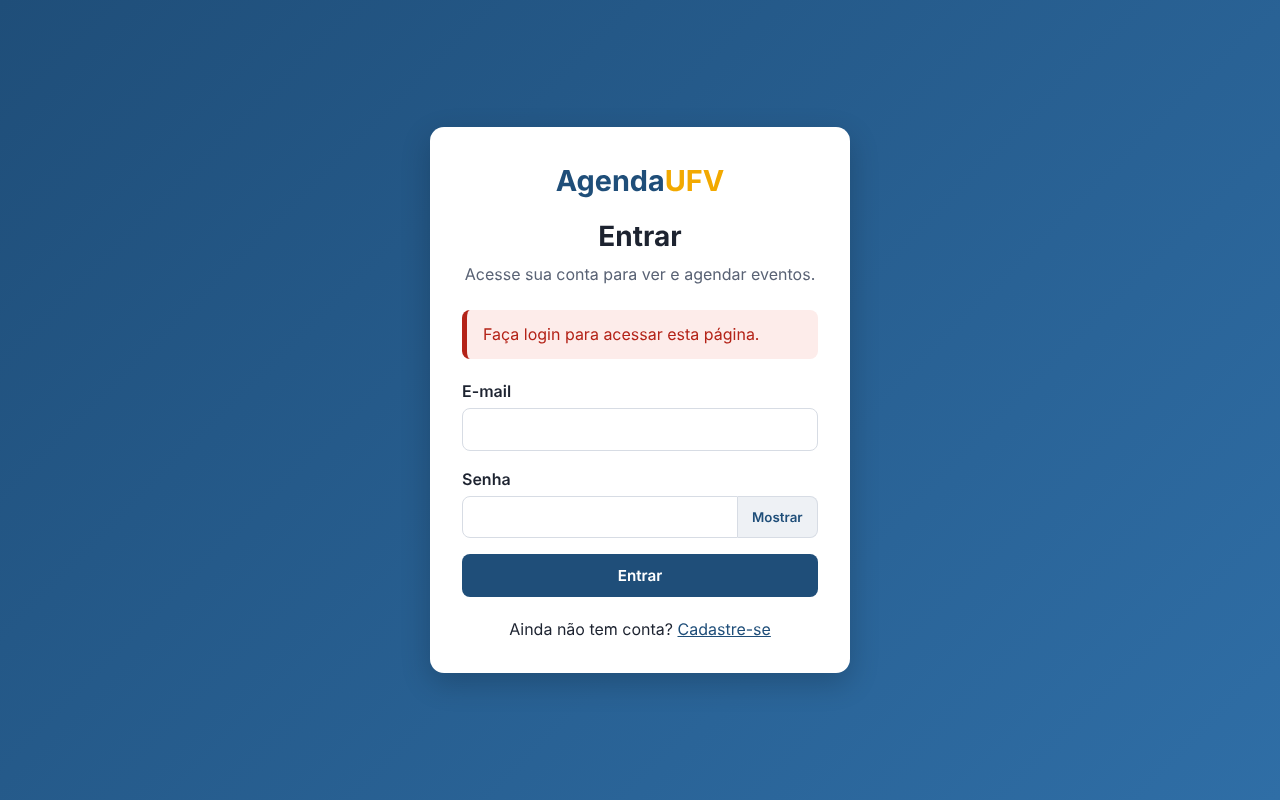 AgendaUFV
Entrar
Acesse sua conta para ver e agendar eventos.
Faça login para acessar esta página.
E-mail
Senha
Mostrar
Entrar
Ainda não tem conta? Cadastre-se